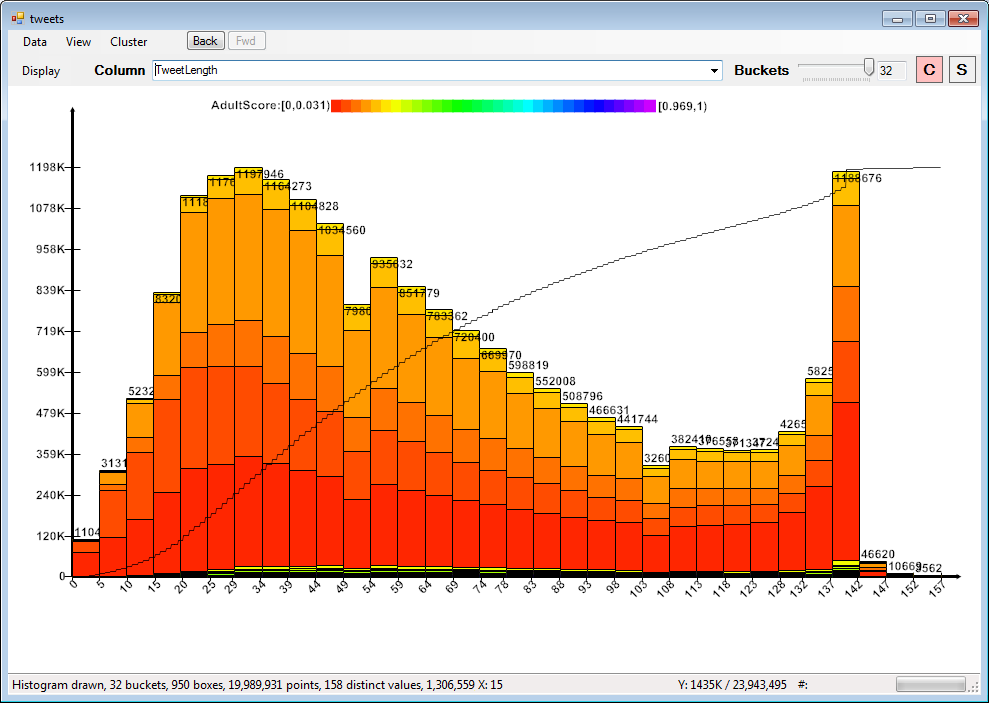 tweets
Data View Cluster Back Fwd
Display Column TweetLength Buckets 32 C S
AdultScore:[0,0.031) [0.969,1)
1198K
1078K
958K
839K
719K
599K
479K
359K
240K
120K
0
1104
3131
5232
8320
1118
1176
1197946
1164273
1104828
1034560
7980
935632
851779
783362
720400
669970
598819
552008
508796
466631
441744
3260
382410
376558
371347
3724
4265
5825
1188676
46620
10669
3562
0 5 10 15 20 25 29 34 39 44 49 54 59 64 69 74 78 83 88 93 98 103 108 113 118 123 128 132 137 142 147 152 157
Histogram drawn, 32 buckets, 950 boxes, 19,989,931 points, 158 distinct values, 1,306,559 X: 15 Y: 1435K / 23,943,495 #: